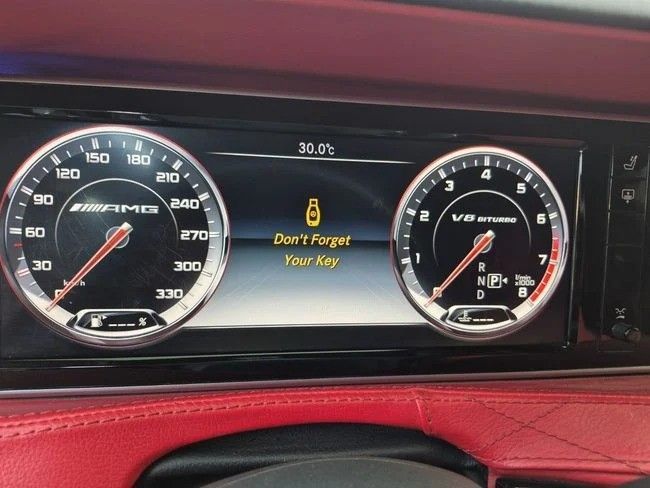 30.0°c
Don't Forget
Your Key
AMG
30
60
90
120
150
180
210
240
270
300
330
km/h
--- %
V8 BITURBO
1
2
3
4
5
6
7
8
l/min
x1000
R
N
P
D
---